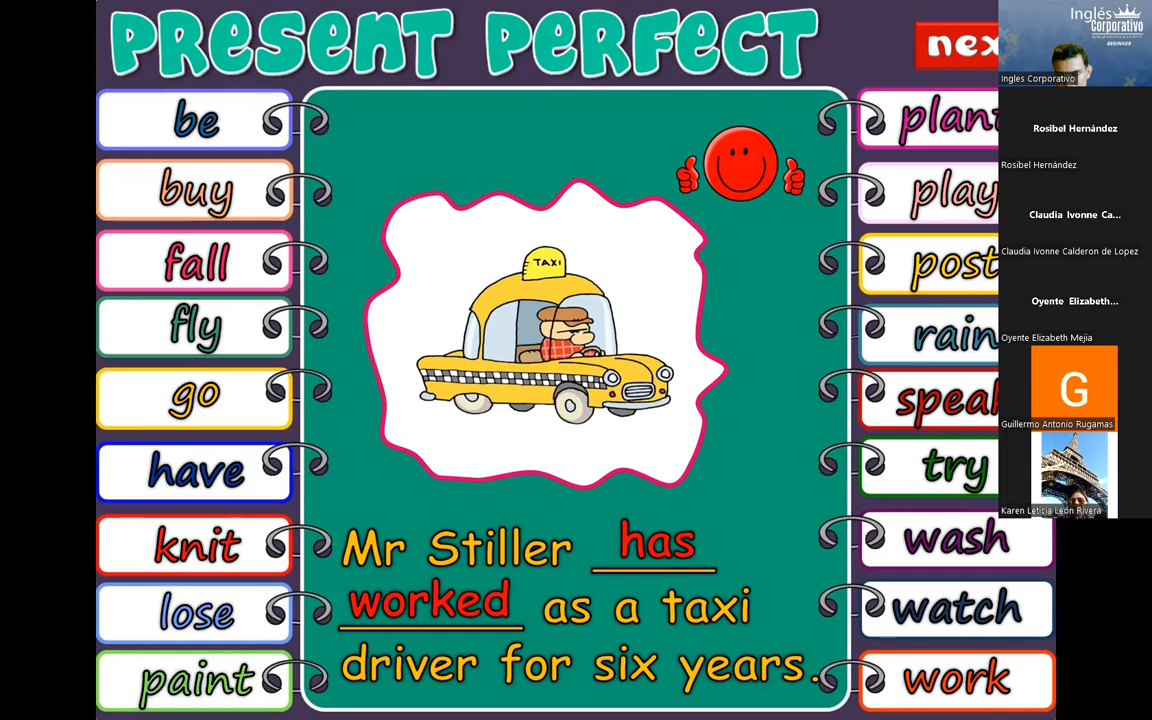 PRESENT PERFECT
be
buy
fall
fly
go
have
knit
lose
paint
TAXI
Mr Stiller has
worked as a taxi
driver for six years.
nex
plant
play
post
rain
speak
try
wash
watch
work
Inglés
Corporativo
BEGINNER
Ingles Corporativo
Rosibel Hernández
Rosibel Hernández
Claudia Ivonne Ca...
Claudia Ivonne Calderon de Lopez
Oyente Elizabeth...
Oyente Elizabeth Mejia
G
Guillermo Antonio Rugamas
Karen Leticia León Rivera